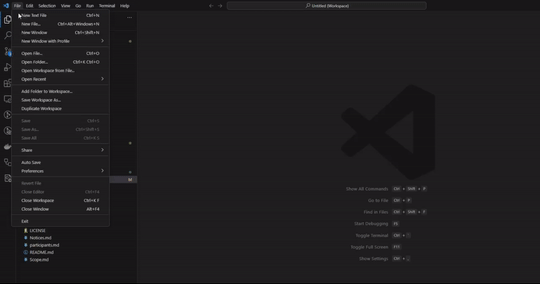 File Edit Selection View Go Run Terminal Help
Untitled (Workspace)
New Text File Ctrl+N
New File... Ctrl+Alt+Windows+N
New Window Ctrl+Shift+N
New Window with Profile
Open File... Ctrl+O
Open Folder... Ctrl+K Ctrl+O
Open Workspace from File...
Open Recent
Add Folder to Workspace...
Save Workspace As...
Duplicate Workspace
Save Ctrl+S
Save As... Ctrl+Shift+S
Save All
Share
Auto Save
Preferences
Revert File
Close Editor Ctrl+F4
Close Workspace Ctrl+K F
Close Window Alt+F4
Exit
M
LICENSE
Notices.md
participants.md
README.md
Scope.md
Show All Commands Ctrl + Shift + P
Go to File Ctrl + P
Find in Files Ctrl + Shift + F
Start Debugging F5
Toggle Terminal Ctrl +
Toggle Full Screen F11
Show Settings Ctrl + ,